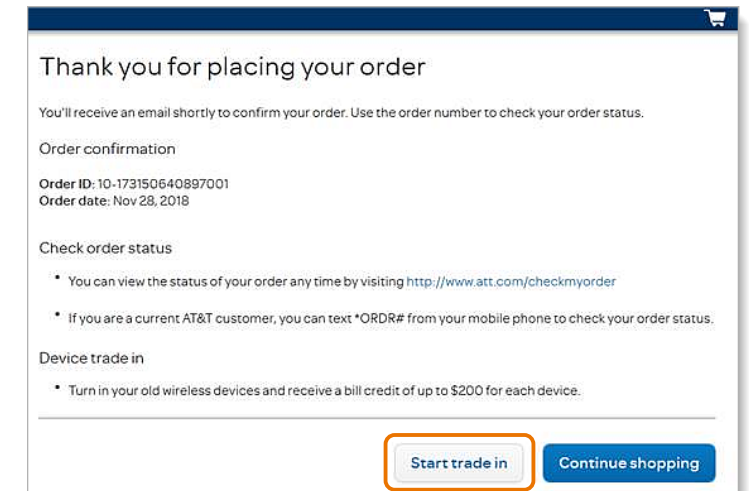 Thank you for placing your order
You'll receive an email shortly to confirm your order. Use the order number to check your order status.
Order confirmation
Order ID: 10-173150640897001
Order date: Nov 28, 2018
Check order status
• You can view the status of your order any time by visiting http://www.att.com/checkmyorder
• If you are a current AT&T customer, you can text *ORDR# from your mobile phone to check your order status.
Device trade in
• Turn in your old wireless devices and receive a bill credit of up to $200 for each device.
Start trade in
Continue shopping